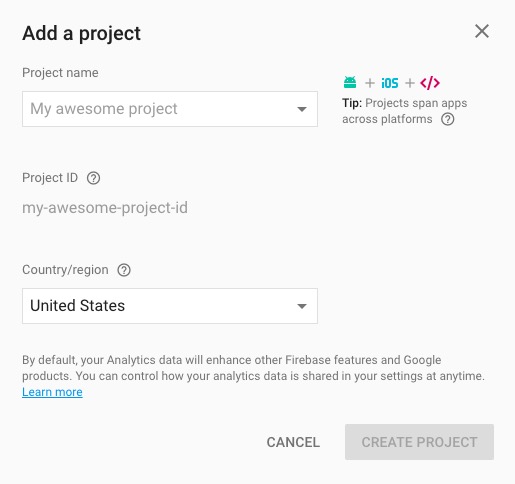 Add a project
Project name
My awesome project
+ iOS + </>
Tip: Projects span apps
across platforms
Project ID
my-awesome-project-id
Country/region
United States
By default, your Analytics data will enhance other Firebase features and Google
products. You can control how your analytics data is shared in your settings at anytime.
Learn more
CANCEL
CREATE PROJECT